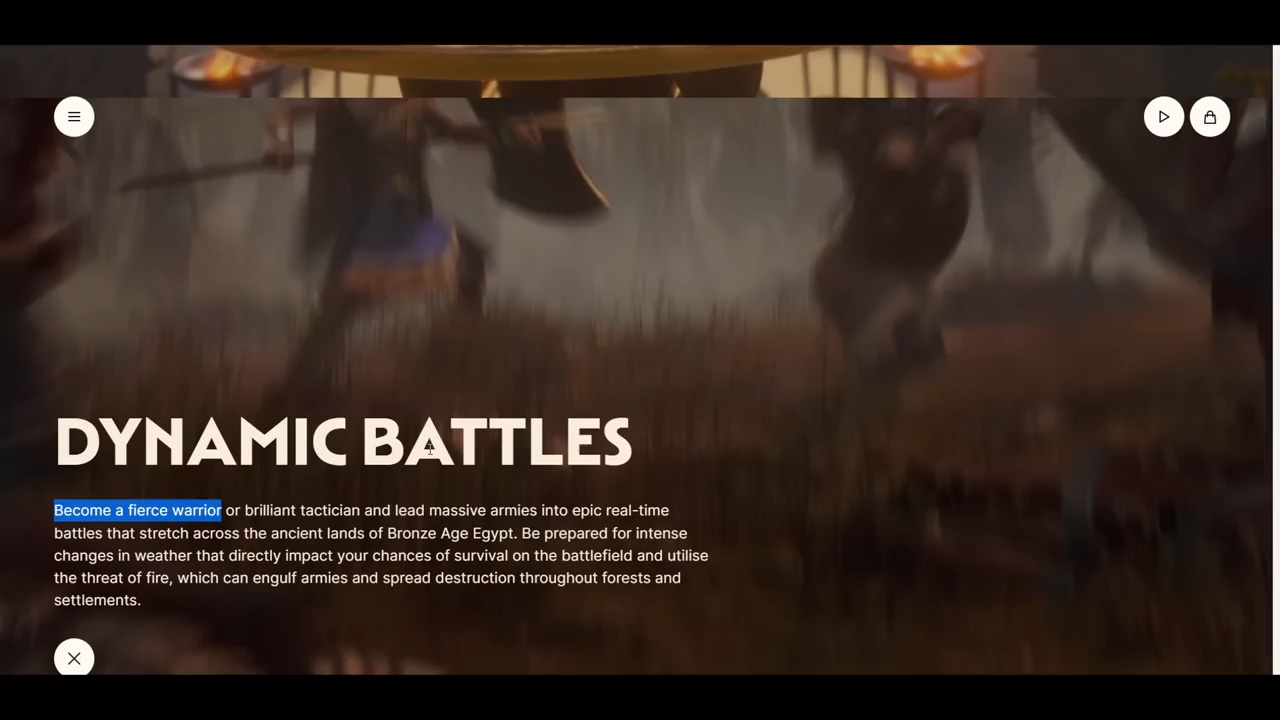 DYNAMIC BATTLES
Become a fierce warrior or brilliant tactician and lead massive armies into epic real-time
battles that stretch across the ancient lands of Bronze Age Egypt. Be prepared for intense
changes in weather that directly impact your chances of survival on the battlefield and utilise
the threat of fire, which can engulf armies and spread destruction throughout forests and
settlements.